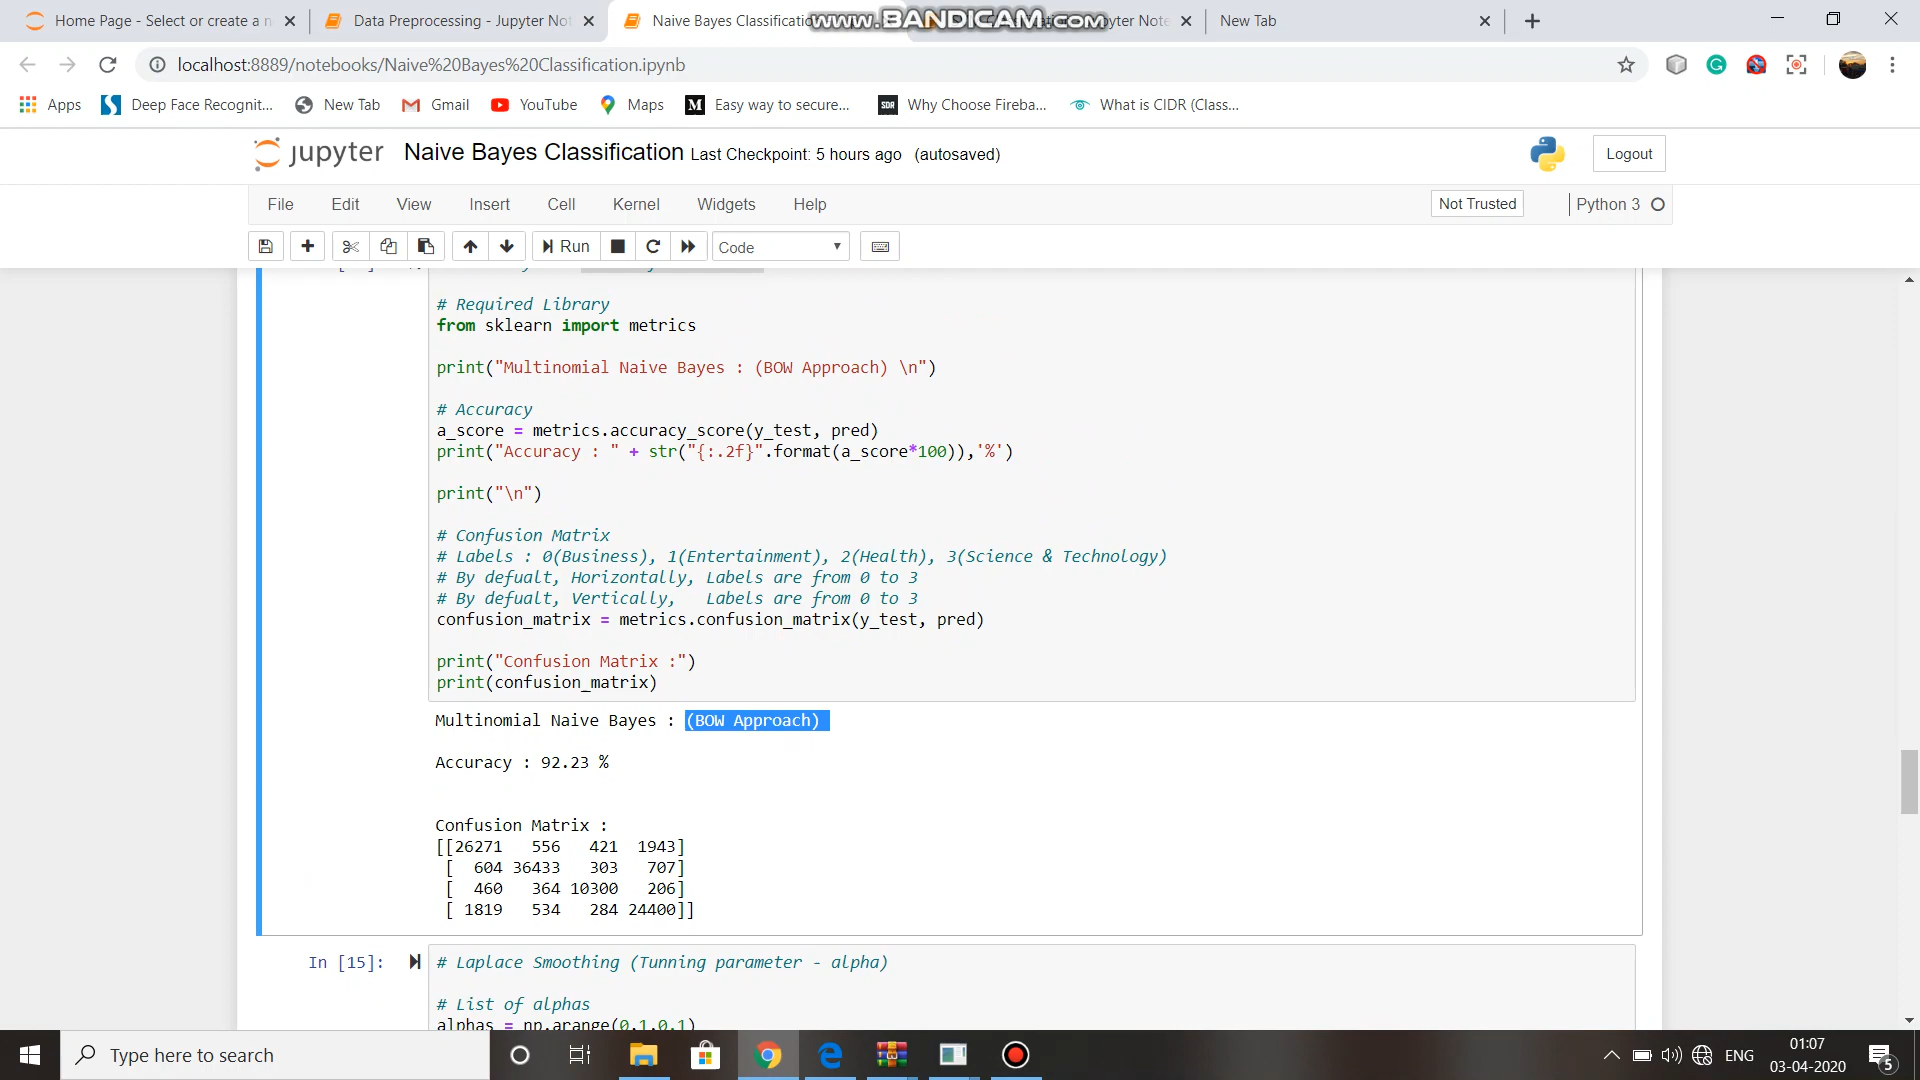 Home Page - Select or create a n
Data Preprocessing - Jupyter Not
Naive Bayes Classificatio
www.BANDICAM.com
pyter Note
New Tab
localhost:8889/notebooks/Naive%20Bayes%20Classification.ipynb
Apps
Deep Face Recognit...
New Tab
Gmail
YouTube
Maps
Easy way to secure...
Why Choose Fireba...
What is CIDR (Class...
jupyter Naive Bayes Classification Last Checkpoint: 5 hours ago (autosaved)
Logout
File Edit View Insert Cell Kernel Widgets Help
Not Trusted
Python 3
Run
Code
# Required Library
from sklearn import metrics
print("Multinomial Naive Bayes : (BOW Approach) \n")
# Accuracy
a_score = metrics.accuracy_score(y_test, pred)
print("Accuracy : " + str("{:.2f}".format(a_score*100)),'%')
print("\n")
# Confusion Matrix
# Labels : 0(Business), 1(Entertainment), 2(Health), 3(Science & Technology)
# By defualt, Horizontally, Labels are from 0 to 3
# By defualt, Vertically,   Labels are from 0 to 3
confusion_matrix = metrics.confusion_matrix(y_test, pred)
print("Confusion Matrix :")
print(confusion_matrix)
Multinomial Naive Bayes : (BOW Approach)
Accuracy : 92.23 %
Confusion Matrix :
[[26271   556   421  1943]
[  604 36433   303   707]
[  460   364 10300   206]
[ 1819   534   284 24400]]
In [15]:
# Laplace Smoothing (Tunning parameter - alpha)
# List of alphas
alphas = np.arange(0,1,0.1)
Type here to search
ENG
01:07
03-04-2020
5